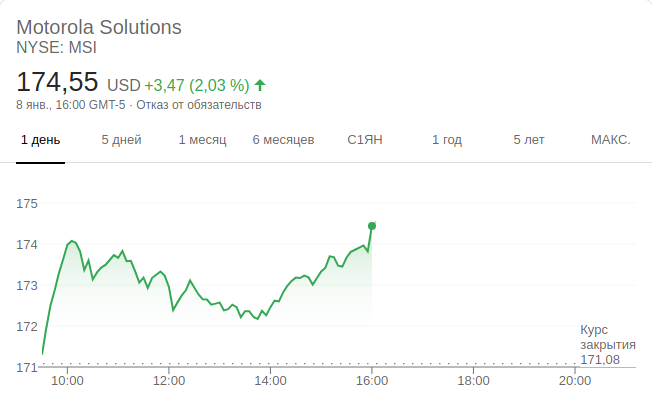 Motorola Solutions
NYSE: MSI
174,55 USD +3,47 (2,03 %)
8 янв., 16:00 GMT-5 · Отказ от обязательств
1 день 5 дней 1 месяц 6 месяцев С1ЯН 1 год 5 лет МАКС.
175
174
173
172
171
Курс
закрытия
171,08
10:00 12:00 14:00 16:00 18:00 20:00